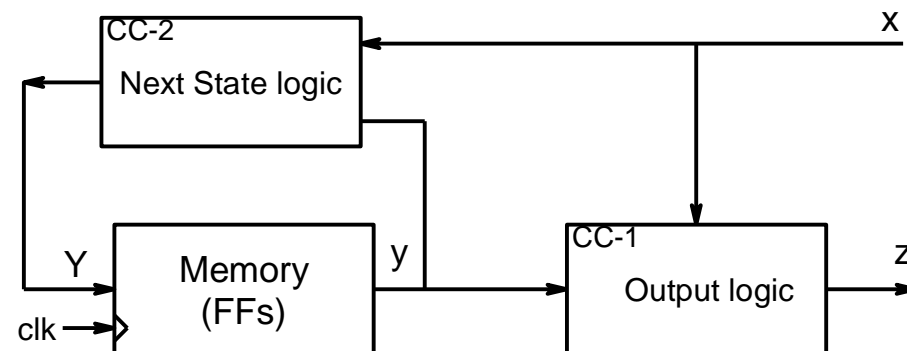 x
CC-2
Next State logic
CC-1
Y
Memory
(FFs)
y
Output logic
z
clk